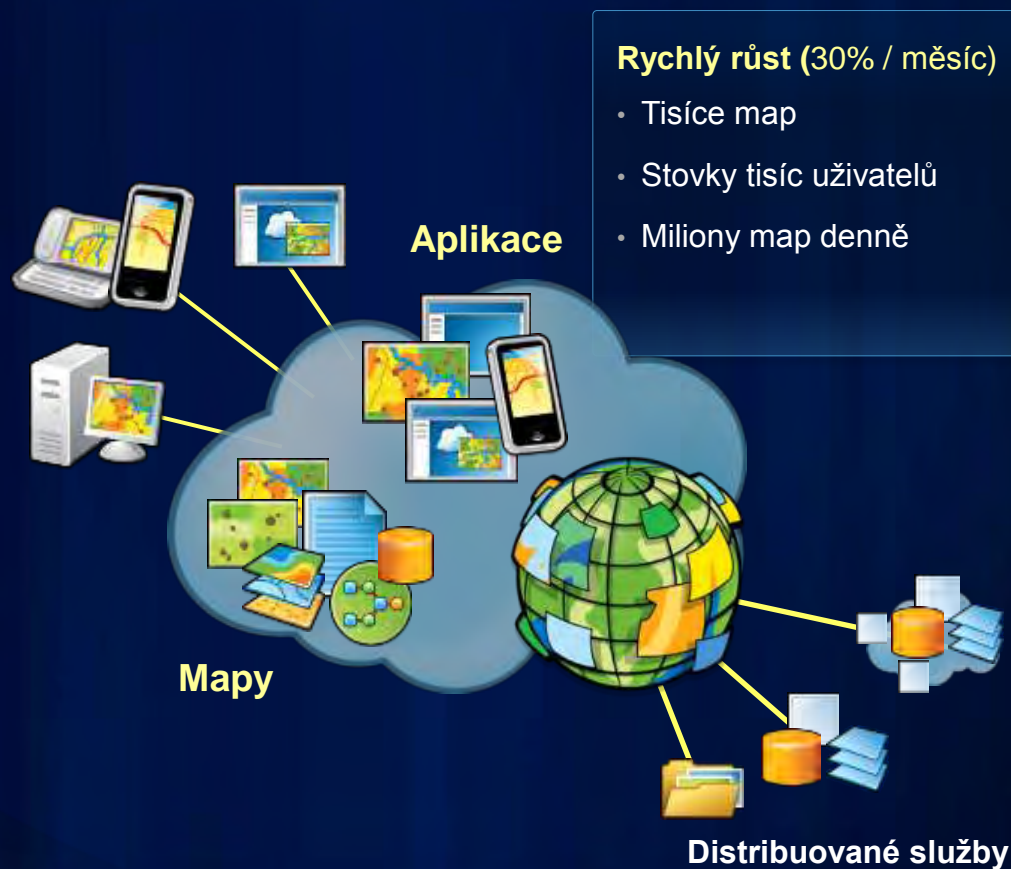 Rychlý růst (30% / měsíc)
• Tisíce map
• Stovky tisíc uživatelů
• Miliony map denně
Aplikace
Mapy
Distribuované služby